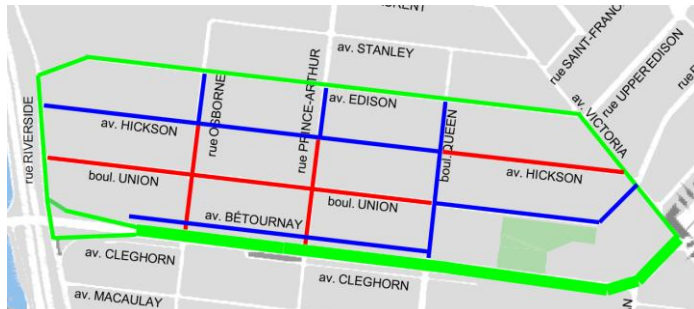 av. STANLEY
rue SAINT-FRANC
rue UPPER EDISON
av. EDISON
av. VICTORIA
rue RIVERSIDE
av. HICKSON
rue OSBORNE
rue PRINCE-ARTHUR
boul. QUEEN
av. HICKSON
boul. UNION
boul. UNION
av. BÉTOURNAY
av. CLEGHORN
av. CLEGHORN
av. MACAULAY